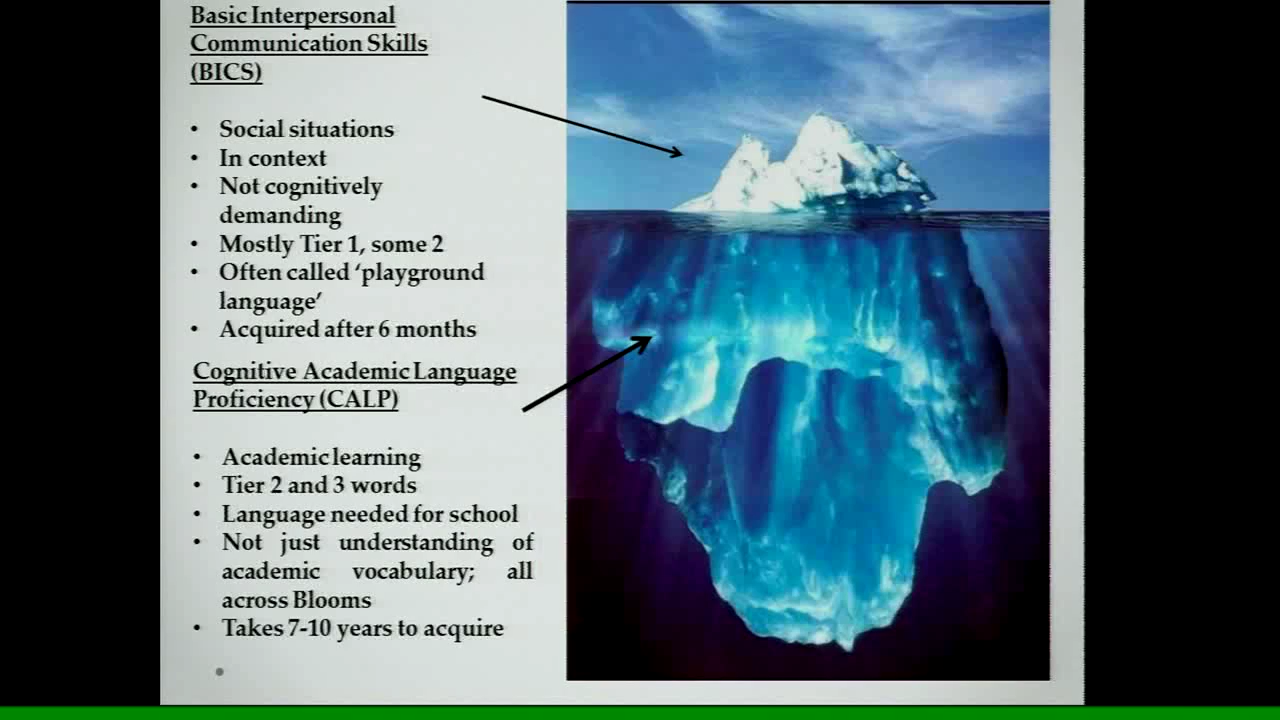 Basic Interpersonal
Communication Skills
(BICS)
• Social situations
• In context
• Not cognitively
demanding
• Mostly Tier 1, some 2
• Often called ‘playground
language’
• Acquired after 6 months
Cognitive Academic Language
Proficiency (CALP)
• Academic learning
• Tier 2 and 3 words
• Language needed for school
• Not just understanding of
academic vocabulary; all
across Blooms
• Takes 7-10 years to acquire